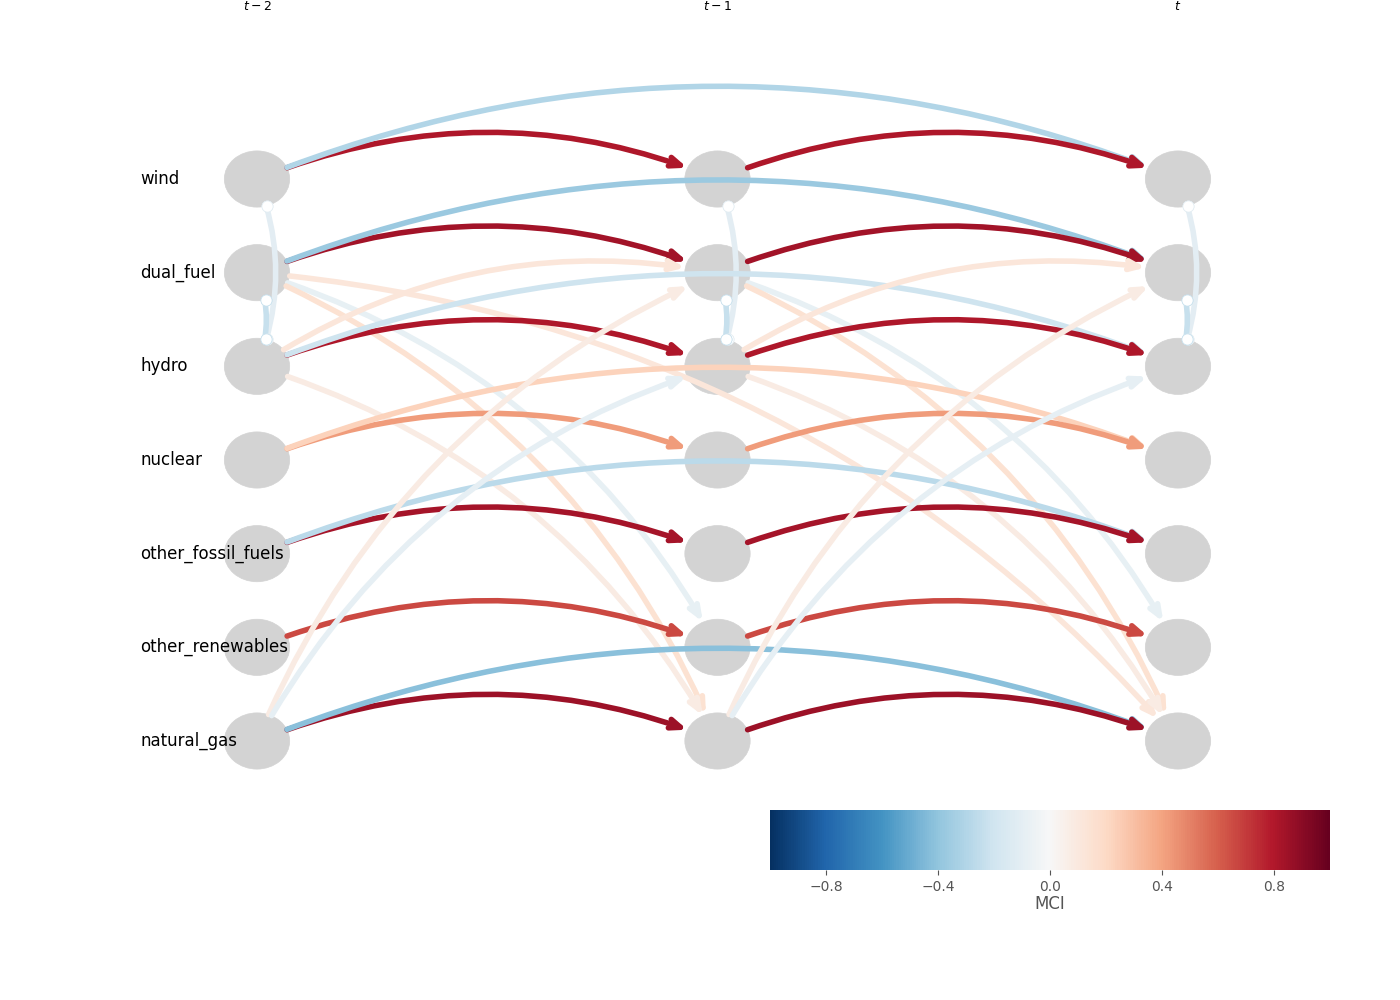 t − 2 t − 1 t
wind
dual_fuel
hydro
nuclear
other_fossil_fuels
other_renewables
natural_gas
−0.8 −0.4 0.0 0.4 0.8
MCI